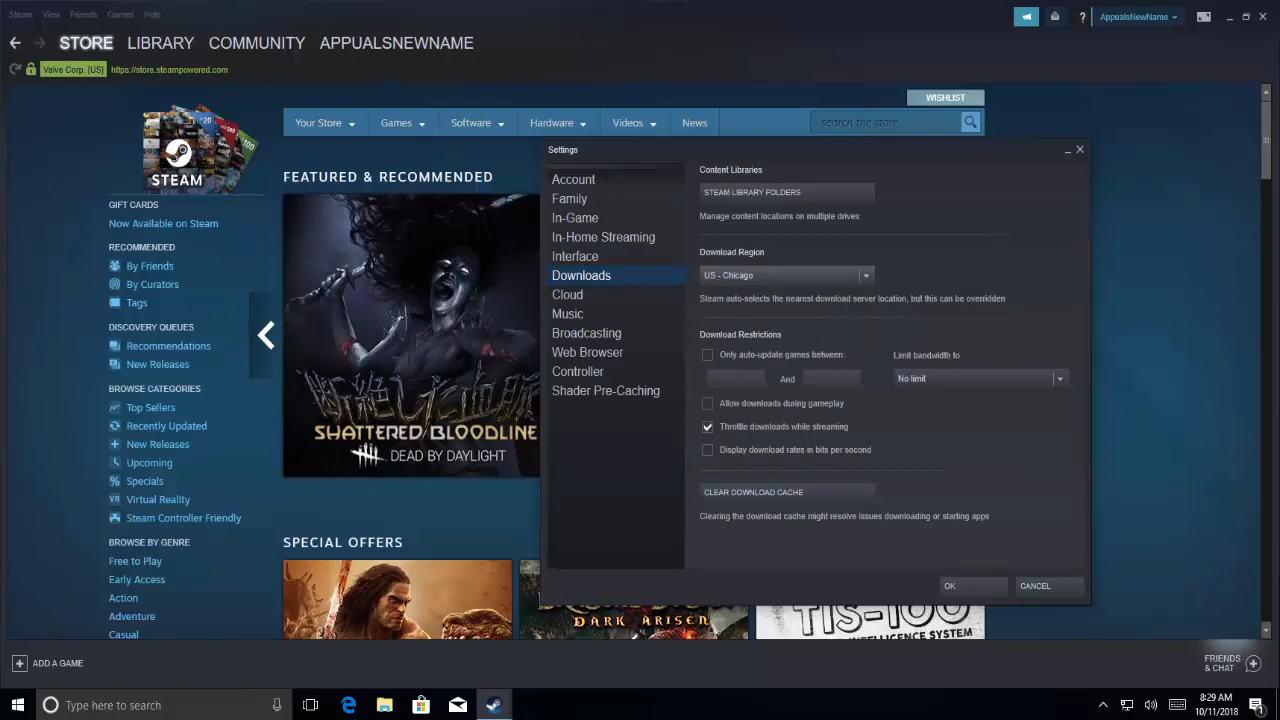 Steam View Friends Games Help
AppualsNewName
STORE LIBRARY COMMUNITY APPUALSNEWNAME
Valve Corp. [US] https://store.steampowered.com
WISHLIST
Your Store Games Software Hardware Videos News search the store
STEAM
GIFT CARDS
Now Available on Steam
RECOMMENDED
By Friends
By Curators
Tags
DISCOVERY QUEUES
Recommendations
New Releases
BROWSE CATEGORIES
Top Sellers
Recently Updated
New Releases
Upcoming
Specials
VR Virtual Reality
Steam Controller Friendly
BROWSE BY GENRE
Free to Play
Early Access
Action
Adventure
Casual
FEATURED & RECOMMENDED
SHATTERED BLOODLINE
DEAD BY DAYLIGHT
SPECIAL OFFERS
DARK ARISEN
TIS-100
INTELLIGENCE SYSTEM
Settings
Account
Family
In-Game
In-Home Streaming
Interface
Downloads
Cloud
Music
Broadcasting
Web Browser
Controller
Shader Pre-Caching
Content Libraries
STEAM LIBRARY FOLDERS
Manage content locations on multiple drives
Download Region
US - Chicago
Steam auto-selects the nearest download server location, but this can be overridden
Download Restrictions
Only auto-update games between: Limit bandwidth to
And No limit
Allow downloads during gameplay
Throttle downloads while streaming
Display download rates in bits per second
CLEAR DOWNLOAD CACHE
Clearing the download cache might resolve issues downloading or starting apps
OK CANCEL
ADD A GAME
FRIENDS
& CHAT
Type here to search
8:29 AM
10/11/2018